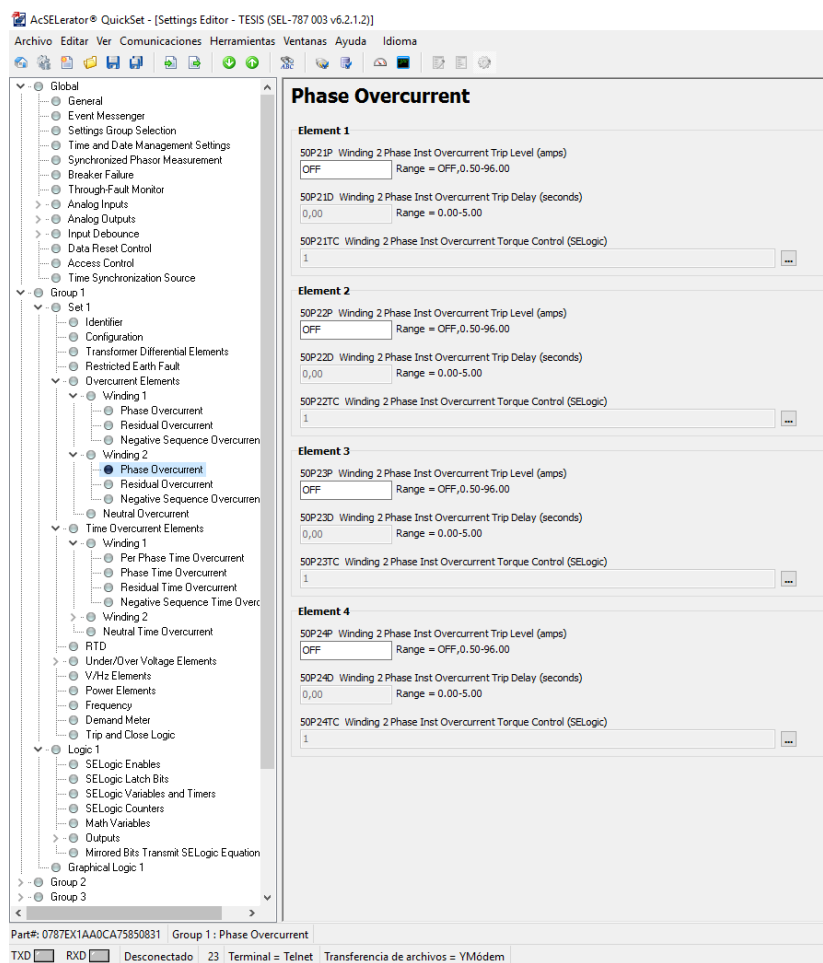 AcSELerator® QuickSet - [Settings Editor - TESIS (SEL-787 003 v6.2.1.2)]
Archivo Editar Ver Comunicaciones Herramientas Ventanas Ayuda Idioma
Global
General
Event Messenger
Settings Group Selection
Time and Date Management Settings
Synchronized Phasor Measurement
Breaker Failure
Through-Fault Monitor
Analog Inputs
Analog Outputs
Input Debounce
Data Reset Control
Access Control
Time Synchronization Source
Group 1
Set 1
Identifier
Configuration
Transformer Differential Elements
Restricted Earth Fault
Overcurrent Elements
Winding 1
Phase Overcurrent
Residual Overcurrent
Negative Sequence Overcurren
Winding 2
Phase Overcurrent
Residual Overcurrent
Negative Sequence Overcurren
Neutral Overcurrent
Time Overcurrent Elements
Winding 1
Per Phase Time Overcurrent
Phase Time Overcurrent
Residual Time Overcurrent
Negative Sequence Time Overc
Winding 2
Neutral Time Overcurrent
RTD
Under/Over Voltage Elements
V/Hz Elements
Power Elements
Frequency
Demand Meter
Trip and Close Logic
Logic 1
SELogic Enables
SELogic Latch Bits
SELogic Variables and Timers
SELogic Counters
Math Variables
Outputs
Mirrored Bits Transmit SELogic Equation
Graphical Logic 1
Group 2
Group 3
Phase Overcurrent
Element 1
50P21P Winding 2 Phase Inst Overcurrent Trip Level (amps)
OFF Range = OFF,0.50-96.00
50P21D Winding 2 Phase Inst Overcurrent Trip Delay (seconds)
0,00 Range = 0.00-5.00
50P21TC Winding 2 Phase Inst Overcurrent Torque Control (SELogic)
1 ...
Element 2
50P22P Winding 2 Phase Inst Overcurrent Trip Level (amps)
OFF Range = OFF,0.50-96.00
50P22D Winding 2 Phase Inst Overcurrent Trip Delay (seconds)
0,00 Range = 0.00-5.00
50P22TC Winding 2 Phase Inst Overcurrent Torque Control (SELogic)
1 ...
Element 3
50P23P Winding 2 Phase Inst Overcurrent Trip Level (amps)
OFF Range = OFF,0.50-96.00
50P23D Winding 2 Phase Inst Overcurrent Trip Delay (seconds)
0,00 Range = 0.00-5.00
50P23TC Winding 2 Phase Inst Overcurrent Torque Control (SELogic)
1 ...
Element 4
50P24P Winding 2 Phase Inst Overcurrent Trip Level (amps)
OFF Range = OFF,0.50-96.00
50P24D Winding 2 Phase Inst Overcurrent Trip Delay (seconds)
0,00 Range = 0.00-5.00
50P24TC Winding 2 Phase Inst Overcurrent Torque Control (SELogic)
1 ...
Part#: 0787EX1AA0CA75850831 Group 1 : Phase Overcurrent
TXD RXD Desconectado 23 Terminal = Telnet Transferencia de archivos = YMódem